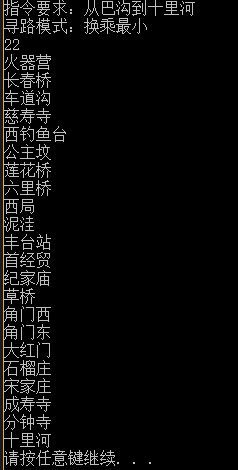 指令要求：从巴沟到十里河
寻路模式：换乘最小
22
火器营
长春桥
车道沟
慈寿寺
西钓鱼台
公主坟
莲花桥
六里桥
西局
泥洼
丰台站
首经贸
纪家庙
草桥
角门西
角门东
大红门
石榴庄
宋家庄
成寿寺
分钟寺
十里河
请按任意键继续. . .